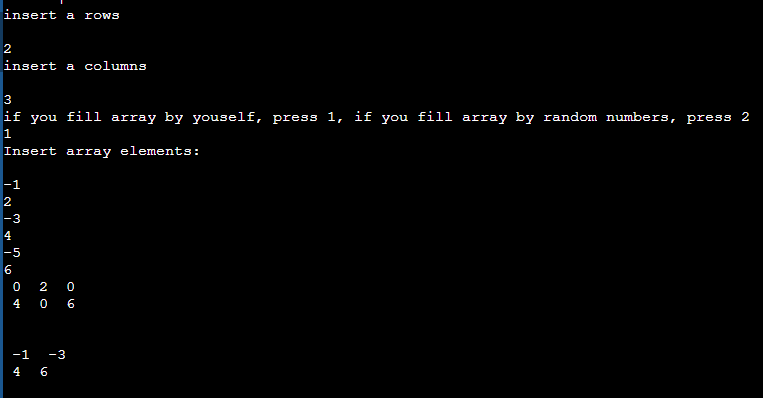 insert a rows
2
insert a columns
3
if you fill array by youself, press 1, if you fill array by random numbers, press 2
1
Insert array elements:
-1
2
-3
4
-5
6
0 2 0
4 0 6
-1 -3
4 6